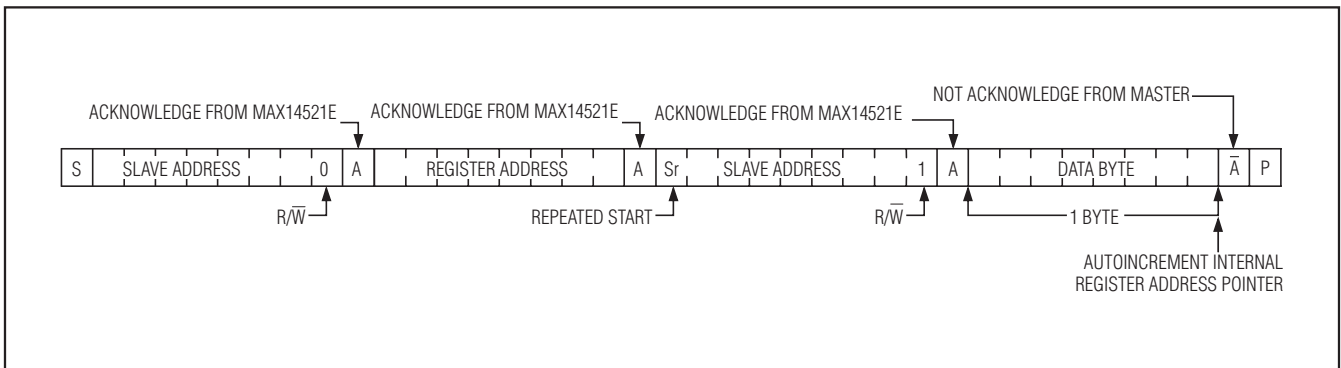 NOT ACKNOWLEDGE FROM MASTER
ACKNOWLEDGE FROM MAX14521E ACKNOWLEDGE FROM MAX14521E ACKNOWLEDGE FROM MAX14521E
S SLAVE ADDRESS 0 A REGISTER ADDRESS A Sr SLAVE ADDRESS 1 A DATA BYTE A̅ P
R/W̅ REPEATED START R/W̅ 1 BYTE
AUTOINCREMENT INTERNAL
REGISTER ADDRESS POINTER